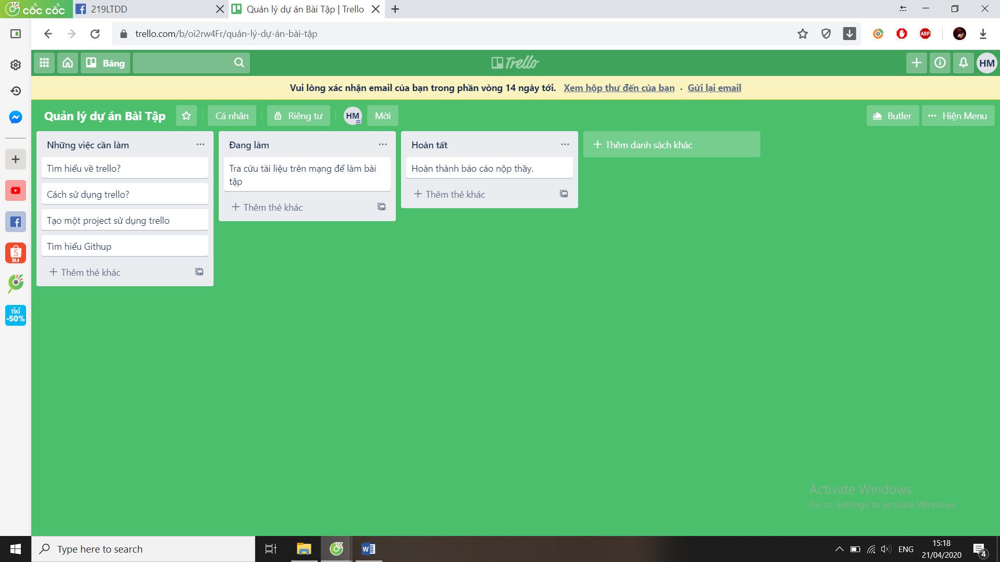 cốc cốc
219LTDD
Quản lý dự án Bài Tập | Trello
trello.com/b/oi2rw4Fr/quản-lý-dự-án-bài-tập
ABP
Bảng
Trello
HM
Vui lòng xác nhận email của bạn trong phần vòng 14 ngày tới. Xem hộp thư đến của bạn · Gửi lại email
Quản lý dự án Bài Tập
Cá nhân
Riêng tư
HM
Mời
Butler
Hiện Menu
Những việc cần làm
Tìm hiểu về trello?
Cách sử dụng trello?
Tạo một project sử dụng trello
Tìm hiểu Githup
Thêm thẻ khác
Đang làm
Tra cứu tài liệu trên mạng để làm bài
tập
Thêm thẻ khác
Hoàn tất
Hoàn thành báo cáo nộp thầy.
Thêm thẻ khác
Thêm danh sách khác
S
24.4
TIKI
-50%
Activate Windows
Go to Settings to activate Windows.
Type here to search
W
ENG
15:18
21/04/2020
4